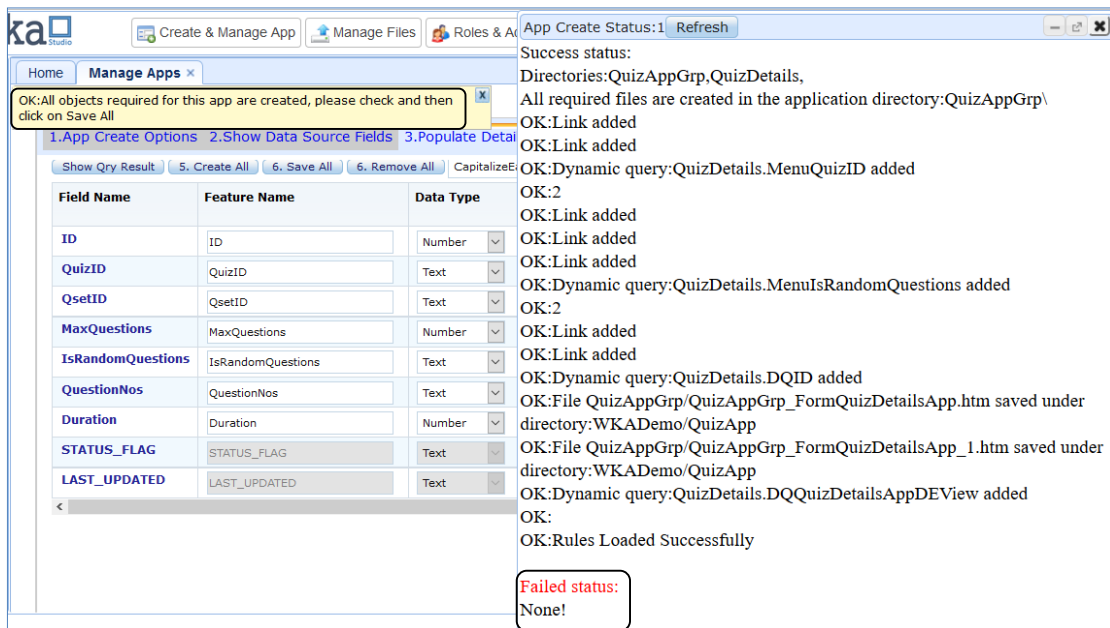 ka
Studio
Create & Manage App
Manage Files
Roles & Ac
Home
Manage Apps ×
OK:All objects required for this app are created, please check and then
click on Save All
X
1.App Create Options 2.Show Data Source Fields 3.Populate Detai
Show Qry Result
5. Create All
6. Save All
6. Remove All
CapitalizeEa
Field Name Feature Name Data Type
ID ID Number
QuizID QuizID Text
QsetID QsetID Text
MaxQuestions MaxQuestions Number
IsRandomQuestions IsRandomQuestions Text
QuestionNos QuestionNos Text
Duration Duration Number
STATUS_FLAG STATUS_FLAG Text
LAST_UPDATED LAST_UPDATED Text
App Create Status:1 Refresh
Success status:
Directories:QuizAppGrp,QuizDetails,
All required files are created in the application directory:QuizAppGrp\
OK:Link added
OK:Link added
OK:Dynamic query:QuizDetails.MenuQuizID added
OK:2
OK:Link added
OK:Link added
OK:Link added
OK:Dynamic query:QuizDetails.MenuIsRandomQuestions added
OK:2
OK:Link added
OK:Link added
OK:Dynamic query:QuizDetails.DQID added
OK:File QuizAppGrp/QuizAppGrp_FormQuizDetailsApp.htm saved under
directory:WKADemo/QuizApp
OK:File QuizAppGrp/QuizAppGrp_FormQuizDetailsApp_1.htm saved under
directory:WKADemo/QuizApp
OK:Dynamic query:QuizDetails.DQQuizDetailsAppDEView added
OK:
OK:Rules Loaded Successfully
Failed status:
None!